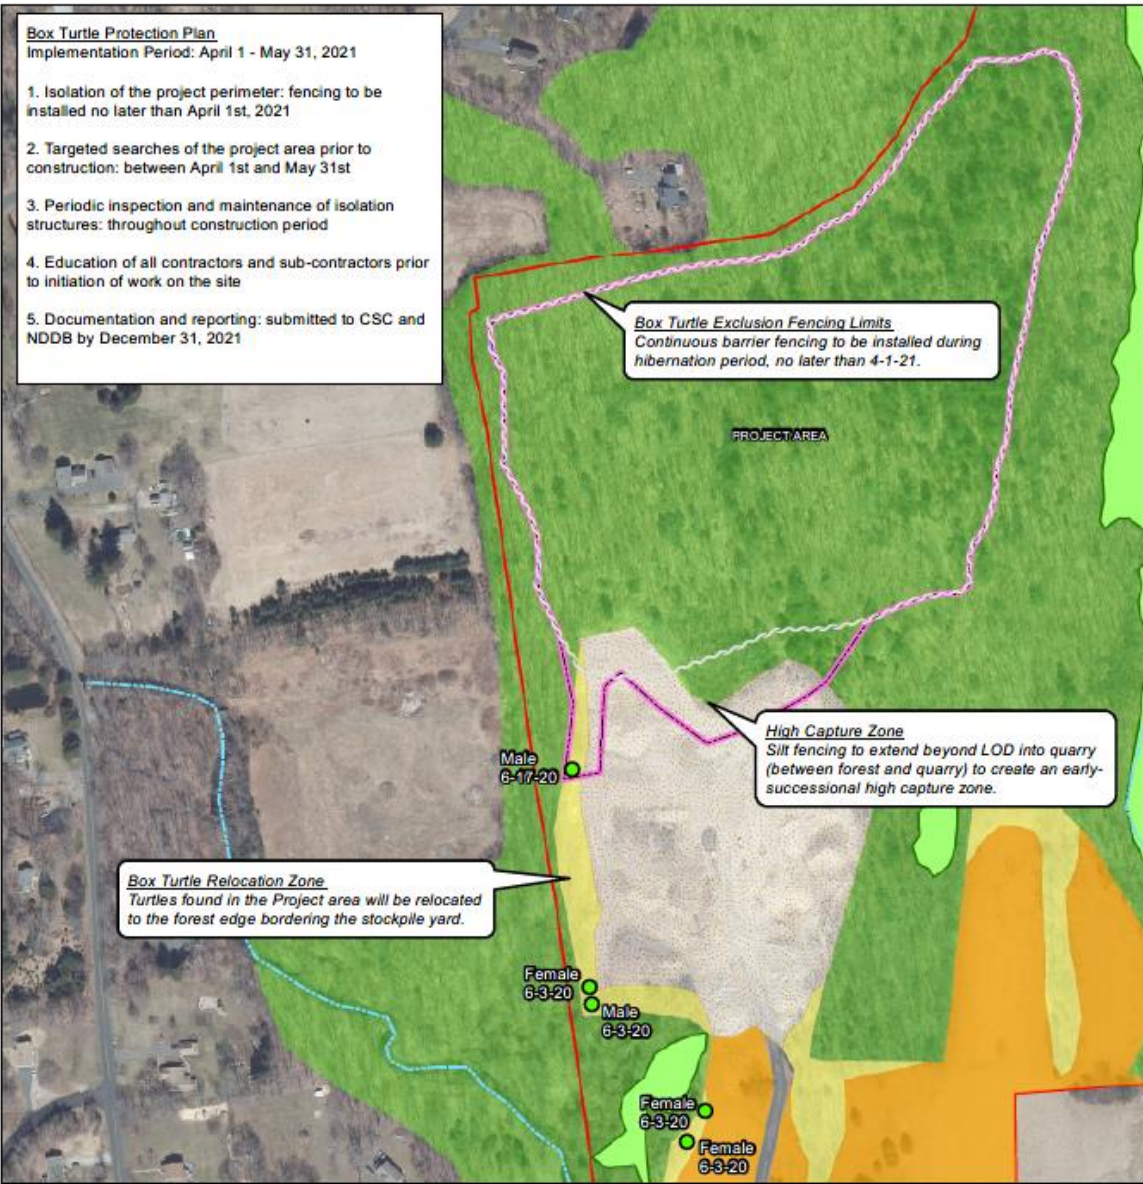 Box Turtle Protection Plan
Implementation Period: April 1 - May 31, 2021
1. Isolation of the project perimeter: fencing to be
installed no later than April 1st, 2021
2. Targeted searches of the project area prior to
construction: between April 1st and May 31st
3. Periodic inspection and maintenance of isolation
structures: throughout construction period
4. Education of all contractors and sub-contractors prior
to initiation of work on the site
5. Documentation and reporting: submitted to CSC and
NDDB by December 31, 2021
Box Turtle Exclusion Fencing Limits
Continuous barrier fencing to be installed during
hibernation period, no later than 4-1-21.
PROJECT AREA
High Capture Zone
Silt fencing to extend beyond LOD into quarry
(between forest and quarry) to create an early-
successional high capture zone.
Male
6-17-20
Box Turtle Relocation Zone
Turtles found in the Project area will be relocated
to the forest edge bordering the stockpile yard.
Female
6-3-20
Male
6-3-20
Female
6-3-20
Female
6-3-20